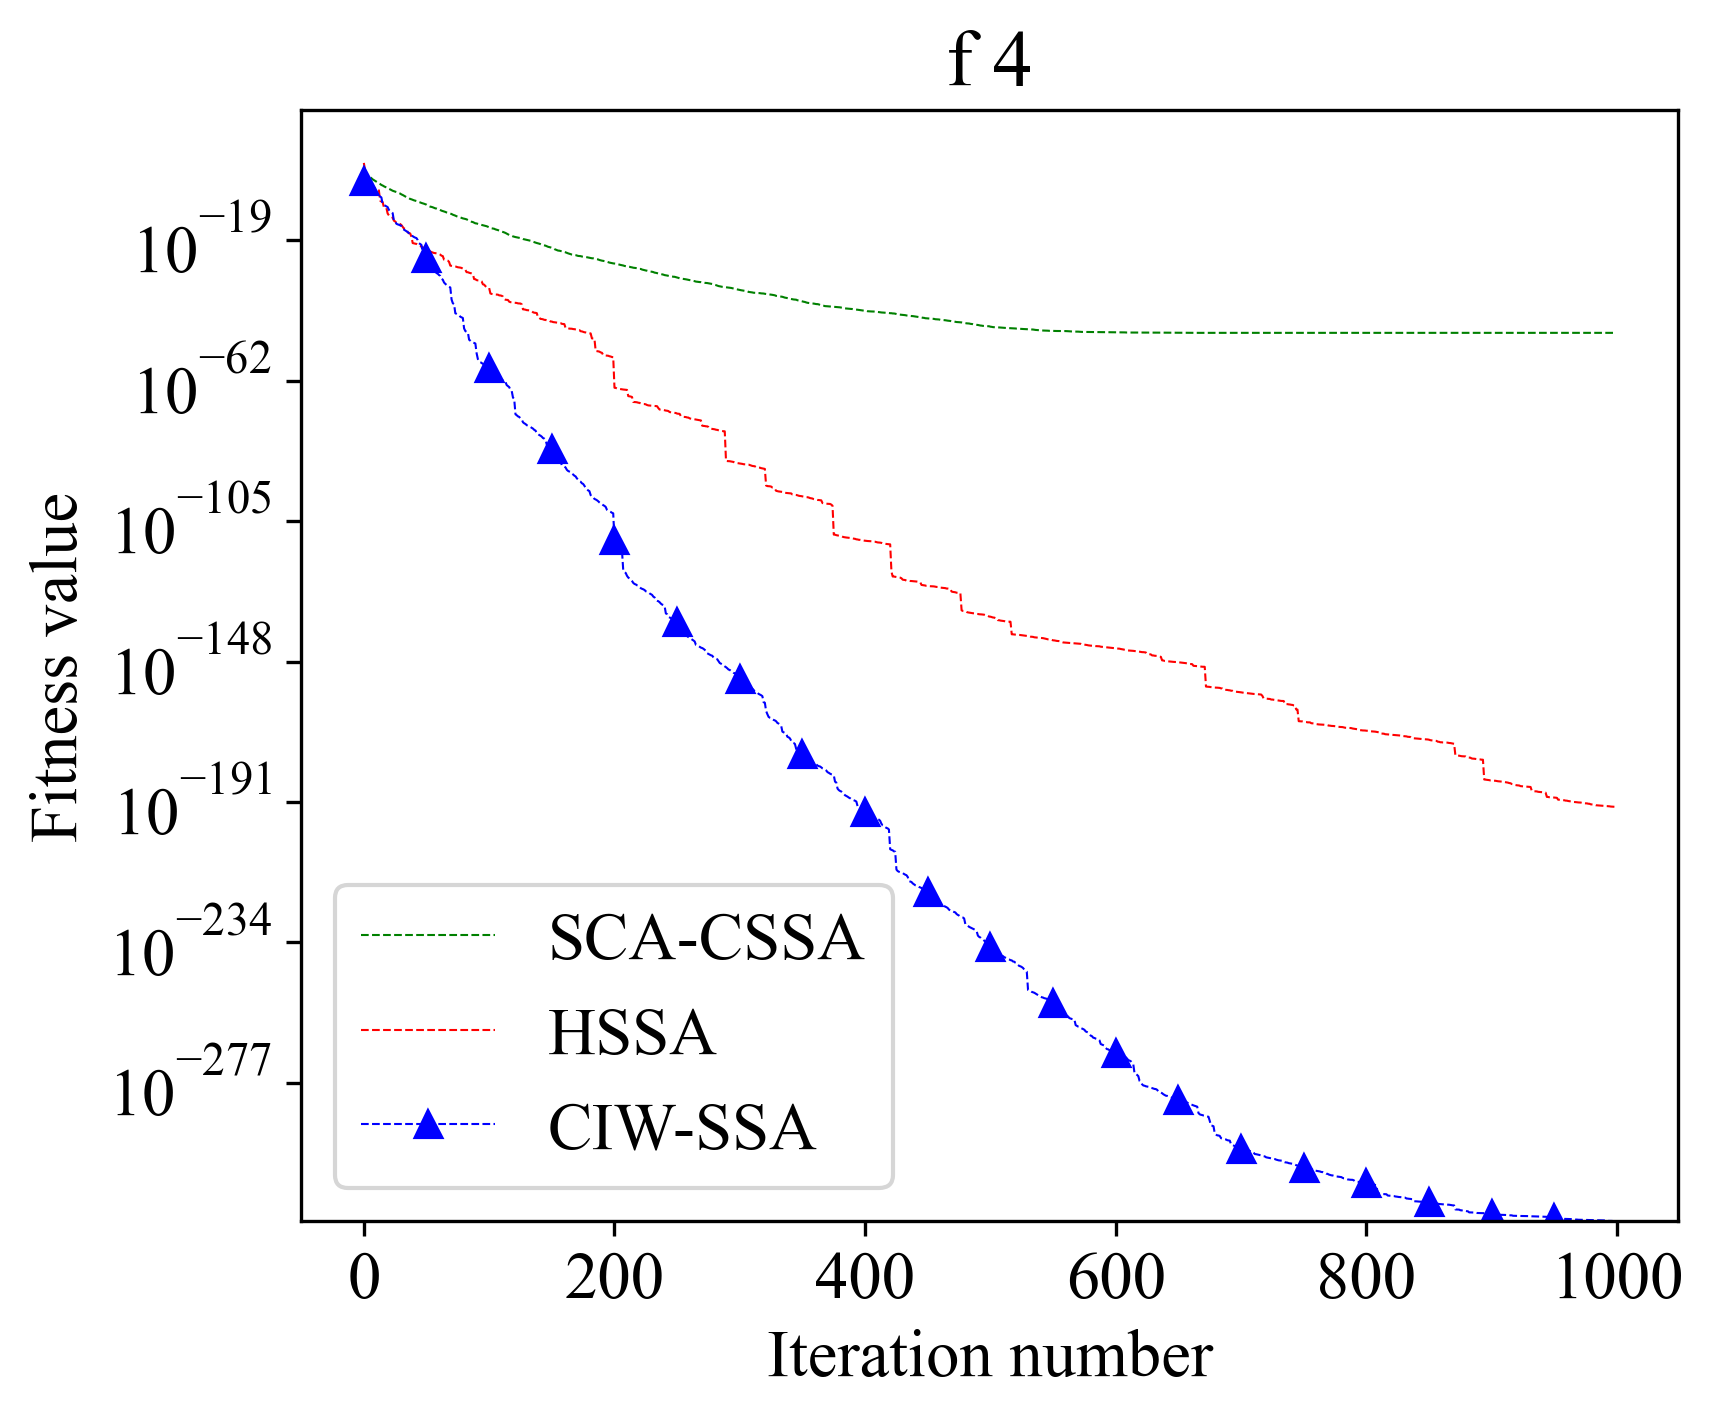 f 4
Fitness value
10^−19
10^−62
10^−105
10^−148
10^−191
10^−234
10^−277
SCA-CSSA
HSSA
CIW-SSA
0 200 400 600 800 1000
Iteration number